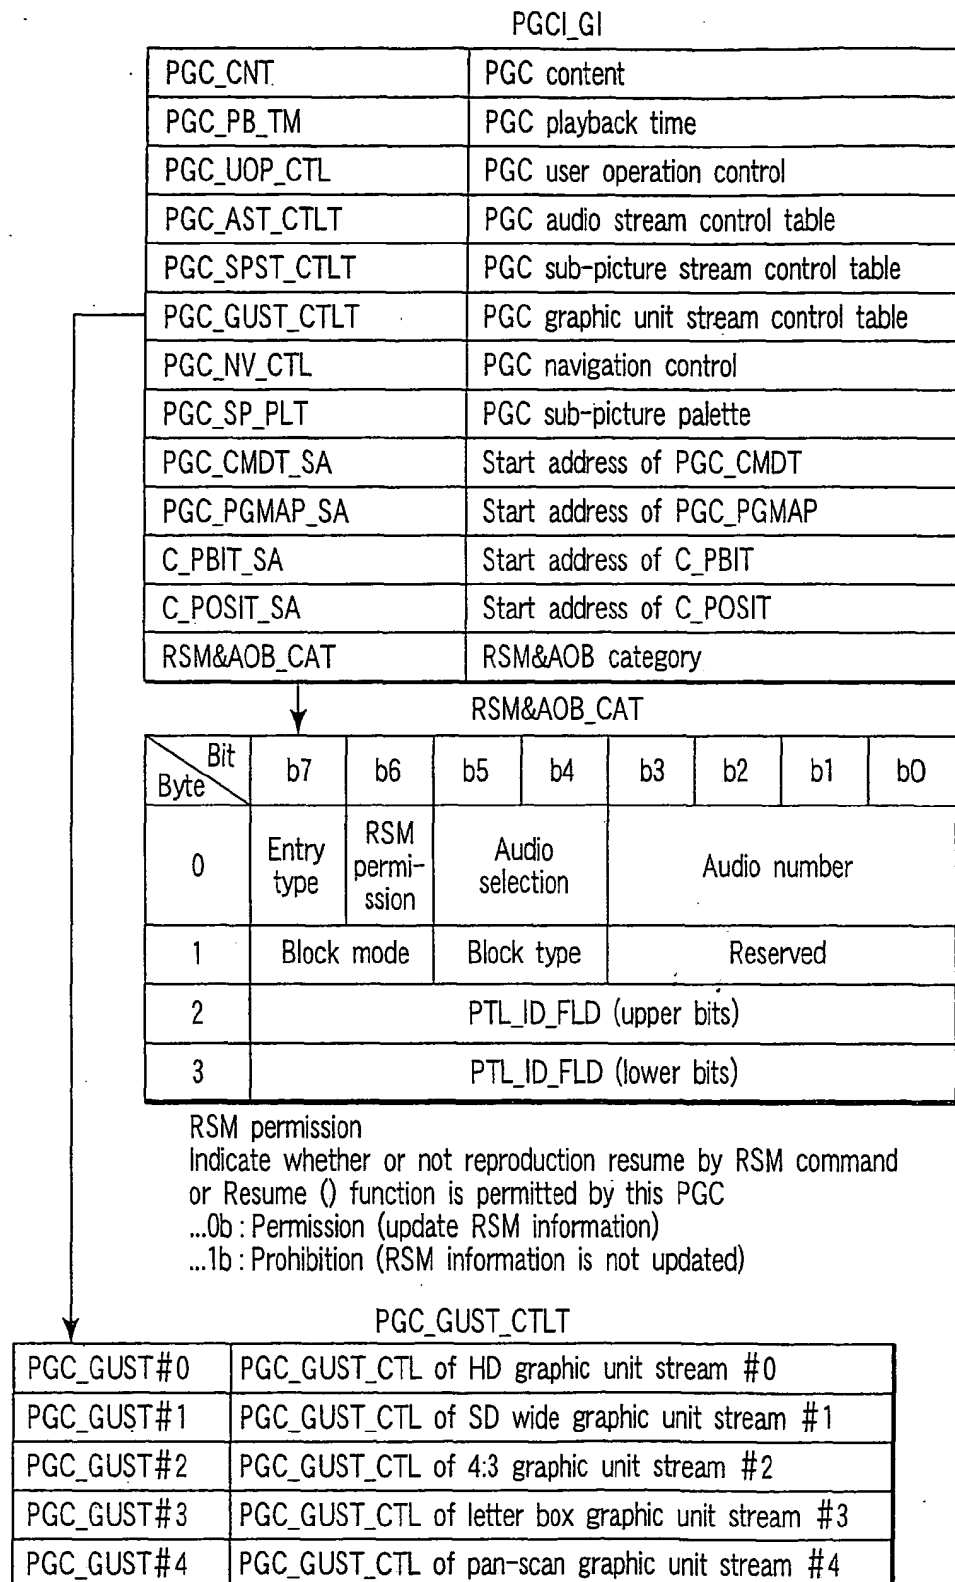 PGCI_GI
PGC_CNT PGC content
PGC_PB_TM PGC playback time
PGC_UOP_CTL PGC user operation control
PGC_AST_CTLT PGC audio stream control table
PGC_SPST_CTLT PGC sub-picture stream control table
PGC_GUST_CTLT PGC graphic unit stream control table
PGC_NV_CTL PGC navigation control
PGC_SP_PLT PGC sub-picture palette
PGC_CMDT_SA Start address of PGC_CMDT
PGC_PGMAP_SA Start address of PGC_PGMAP
C_PBIT_SA Start address of C_PBIT
C_POSIT_SA Start address of C_POSIT
RSM&AOB_CAT RSM&AOB category
RSM&AOB_CAT
Bit
Byte b7 b6 b5 b4 b3 b2 b1 b0
0 Entry type RSM permi-ssion Audio selection Audio number
1 Block mode Block type Reserved
2 PTL_ID_FLD (upper bits)
3 PTL_ID_FLD (lower bits)
RSM permission
Indicate whether or not reproduction resume by RSM command
or Resume () function is permitted by this PGC
...0b : Permission (update RSM information)
...1b : Prohibition (RSM information is not updated)
PGC_GUST_CTLT
PGC_GUST#0 PGC_GUST_CTL of HD graphic unit stream #0
PGC_GUST#1 PGC_GUST_CTL of SD wide graphic unit stream #1
PGC_GUST#2 PGC_GUST_CTL of 4:3 graphic unit stream #2
PGC_GUST#3 PGC_GUST_CTL of letter box graphic unit stream #3
PGC_GUST#4 PGC_GUST_CTL of pan-scan graphic unit stream #4